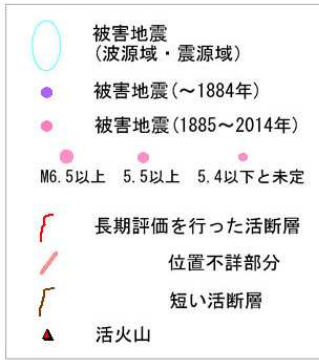 被害地震
(波源域・震源域)
被害地震(～1884年)
被害地震(1885～2014年)
M6.5以上 5.5以上 5.4以下と未定
長期評価を行った活断層
位置不詳部分
短い活断層
活火山